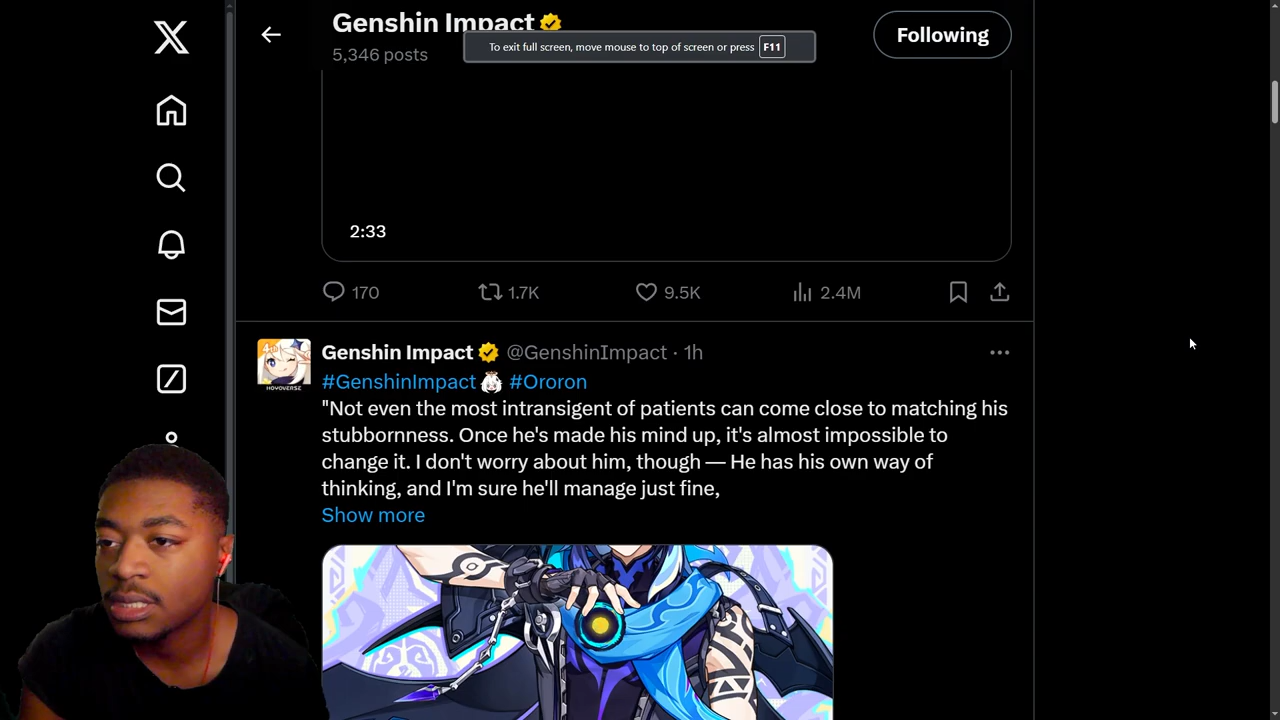 Genshin Impact
5,346 posts
Following
To exit full screen, move mouse to top of screen or press F11
2:33
170 1.7K 9.5K 2.4M
Genshin Impact @GenshinImpact · 1h
#GenshinImpact #Ororon
"Not even the most intransigent of patients can come close to matching his
stubbornness. Once he's made his mind up, it's almost impossible to
change it. I don't worry about him, though — He has his own way of
thinking, and I'm sure he'll manage just fine,
Show more
HOYOVERSE